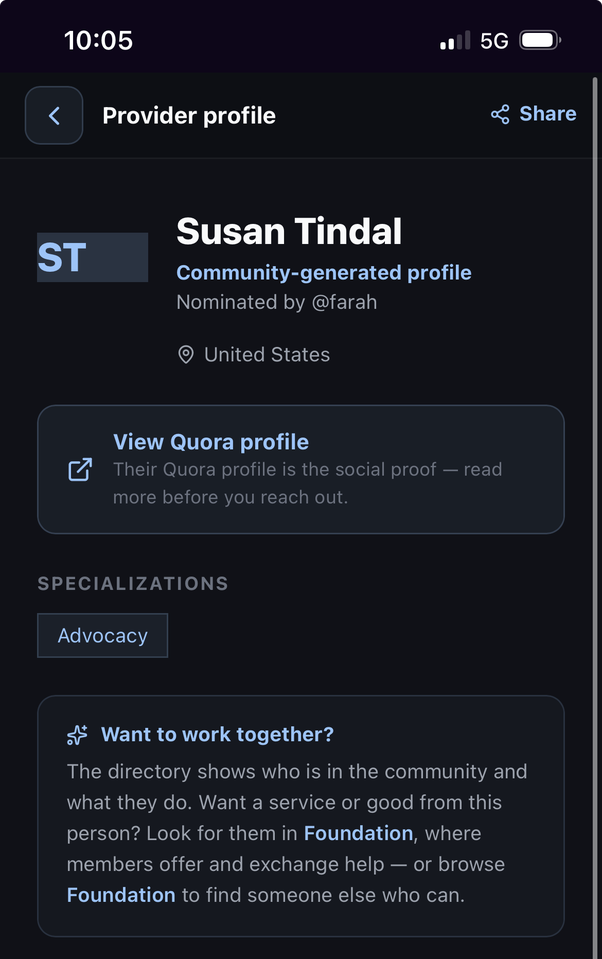 10:05
5G
Provider profile
Share
ST
Susan Tindal
Community-generated profile
Nominated by @farah
United States
View Quora profile
Their Quora profile is the social proof — read
more before you reach out.
SPECIALIZATIONS
Advocacy
Want to work together?
The directory shows who is in the community and
what they do. Want a service or good from this
person? Look for them in Foundation, where
members offer and exchange help — or browse
Foundation to find someone else who can.